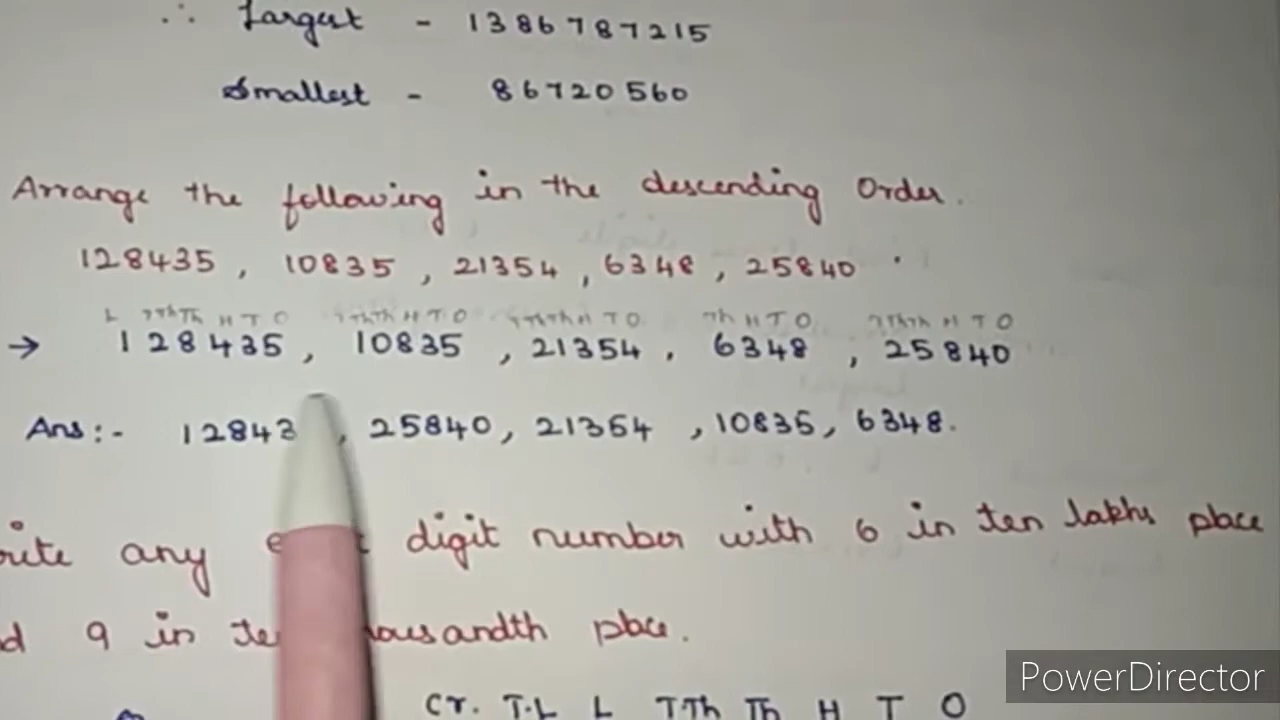 ∴ Largest - 1386787215
Smallest - 86720560
Arrange the following in the descending Order.
128435, 10835, 21354, 6348, 25840.
L TTh Th H T O TTh Th H T O TTh Th H T O Th H T O TTh Th H T O
→ 128435, 10835, 21354, 6348, 25840
Ans:- 12843, 25840, 21354, 10835, 6348.
any digit number with 6 in ten lakhs place
9 in place.
Cr. T.L L T.Th Th H T O
PowerDirector